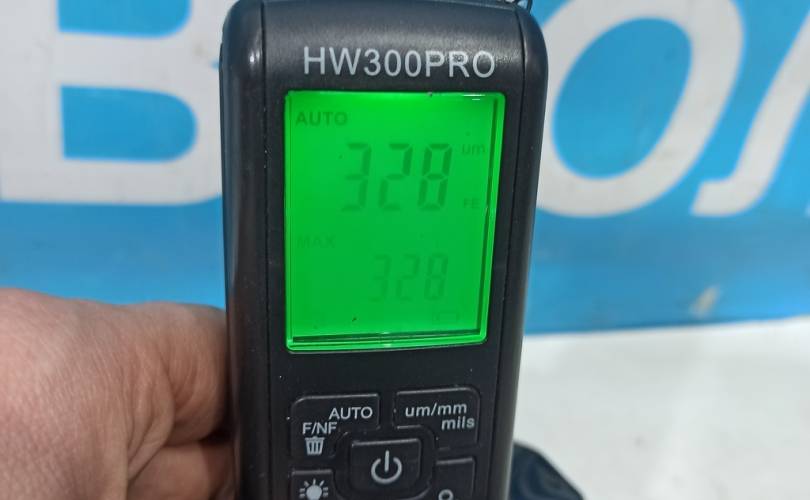 HW300PRO
AUTO
328 um
FE
MAX
328
AUTO
F/NF
um/mm
mils